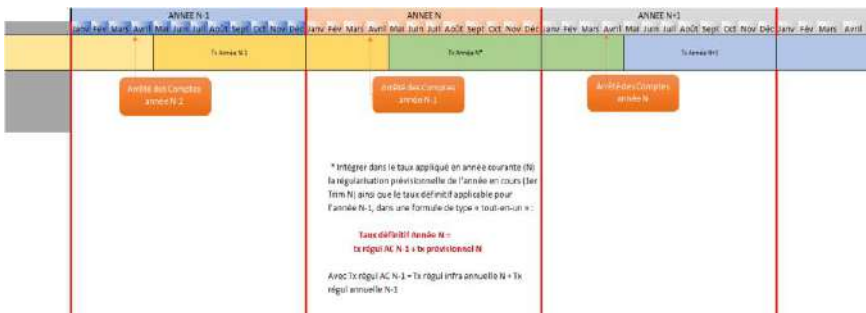 ANNEE N-1 ANNEE N ANNEE N+1
Janv Fév Mars Avril Mai Juin Juil Août Sept Oct Nov Déc Janv Fév Mars Avril Mai Juin Juil Août Sept Oct Nov Déc Janv Fév Mars Avril Mai Juin Juil Août Sept Oct Nov Déc Janv Fév Mars Avril
Tx Année N-1 Tx Année N* Tx Année N+1
Arrêté des Comptes
année N-2
Arrêté des Comptes
année N-1
Arrêté des Comptes
année N
* Intégrer dans le taux appliqué en année courante (N)
la régularisation prévisionnelle de l'année en cours (1er
Trim N) ainsi que le taux définitif applicable pour
l'année N-1, dans une formule de type « tout-en-un » :
Taux définitif Année N =
tx régul AC N-1 + tx prévisionnel N
Avec Tx régul AC N-1 = Tx régul infra annuelle N + Tx
régul annuelle N-1